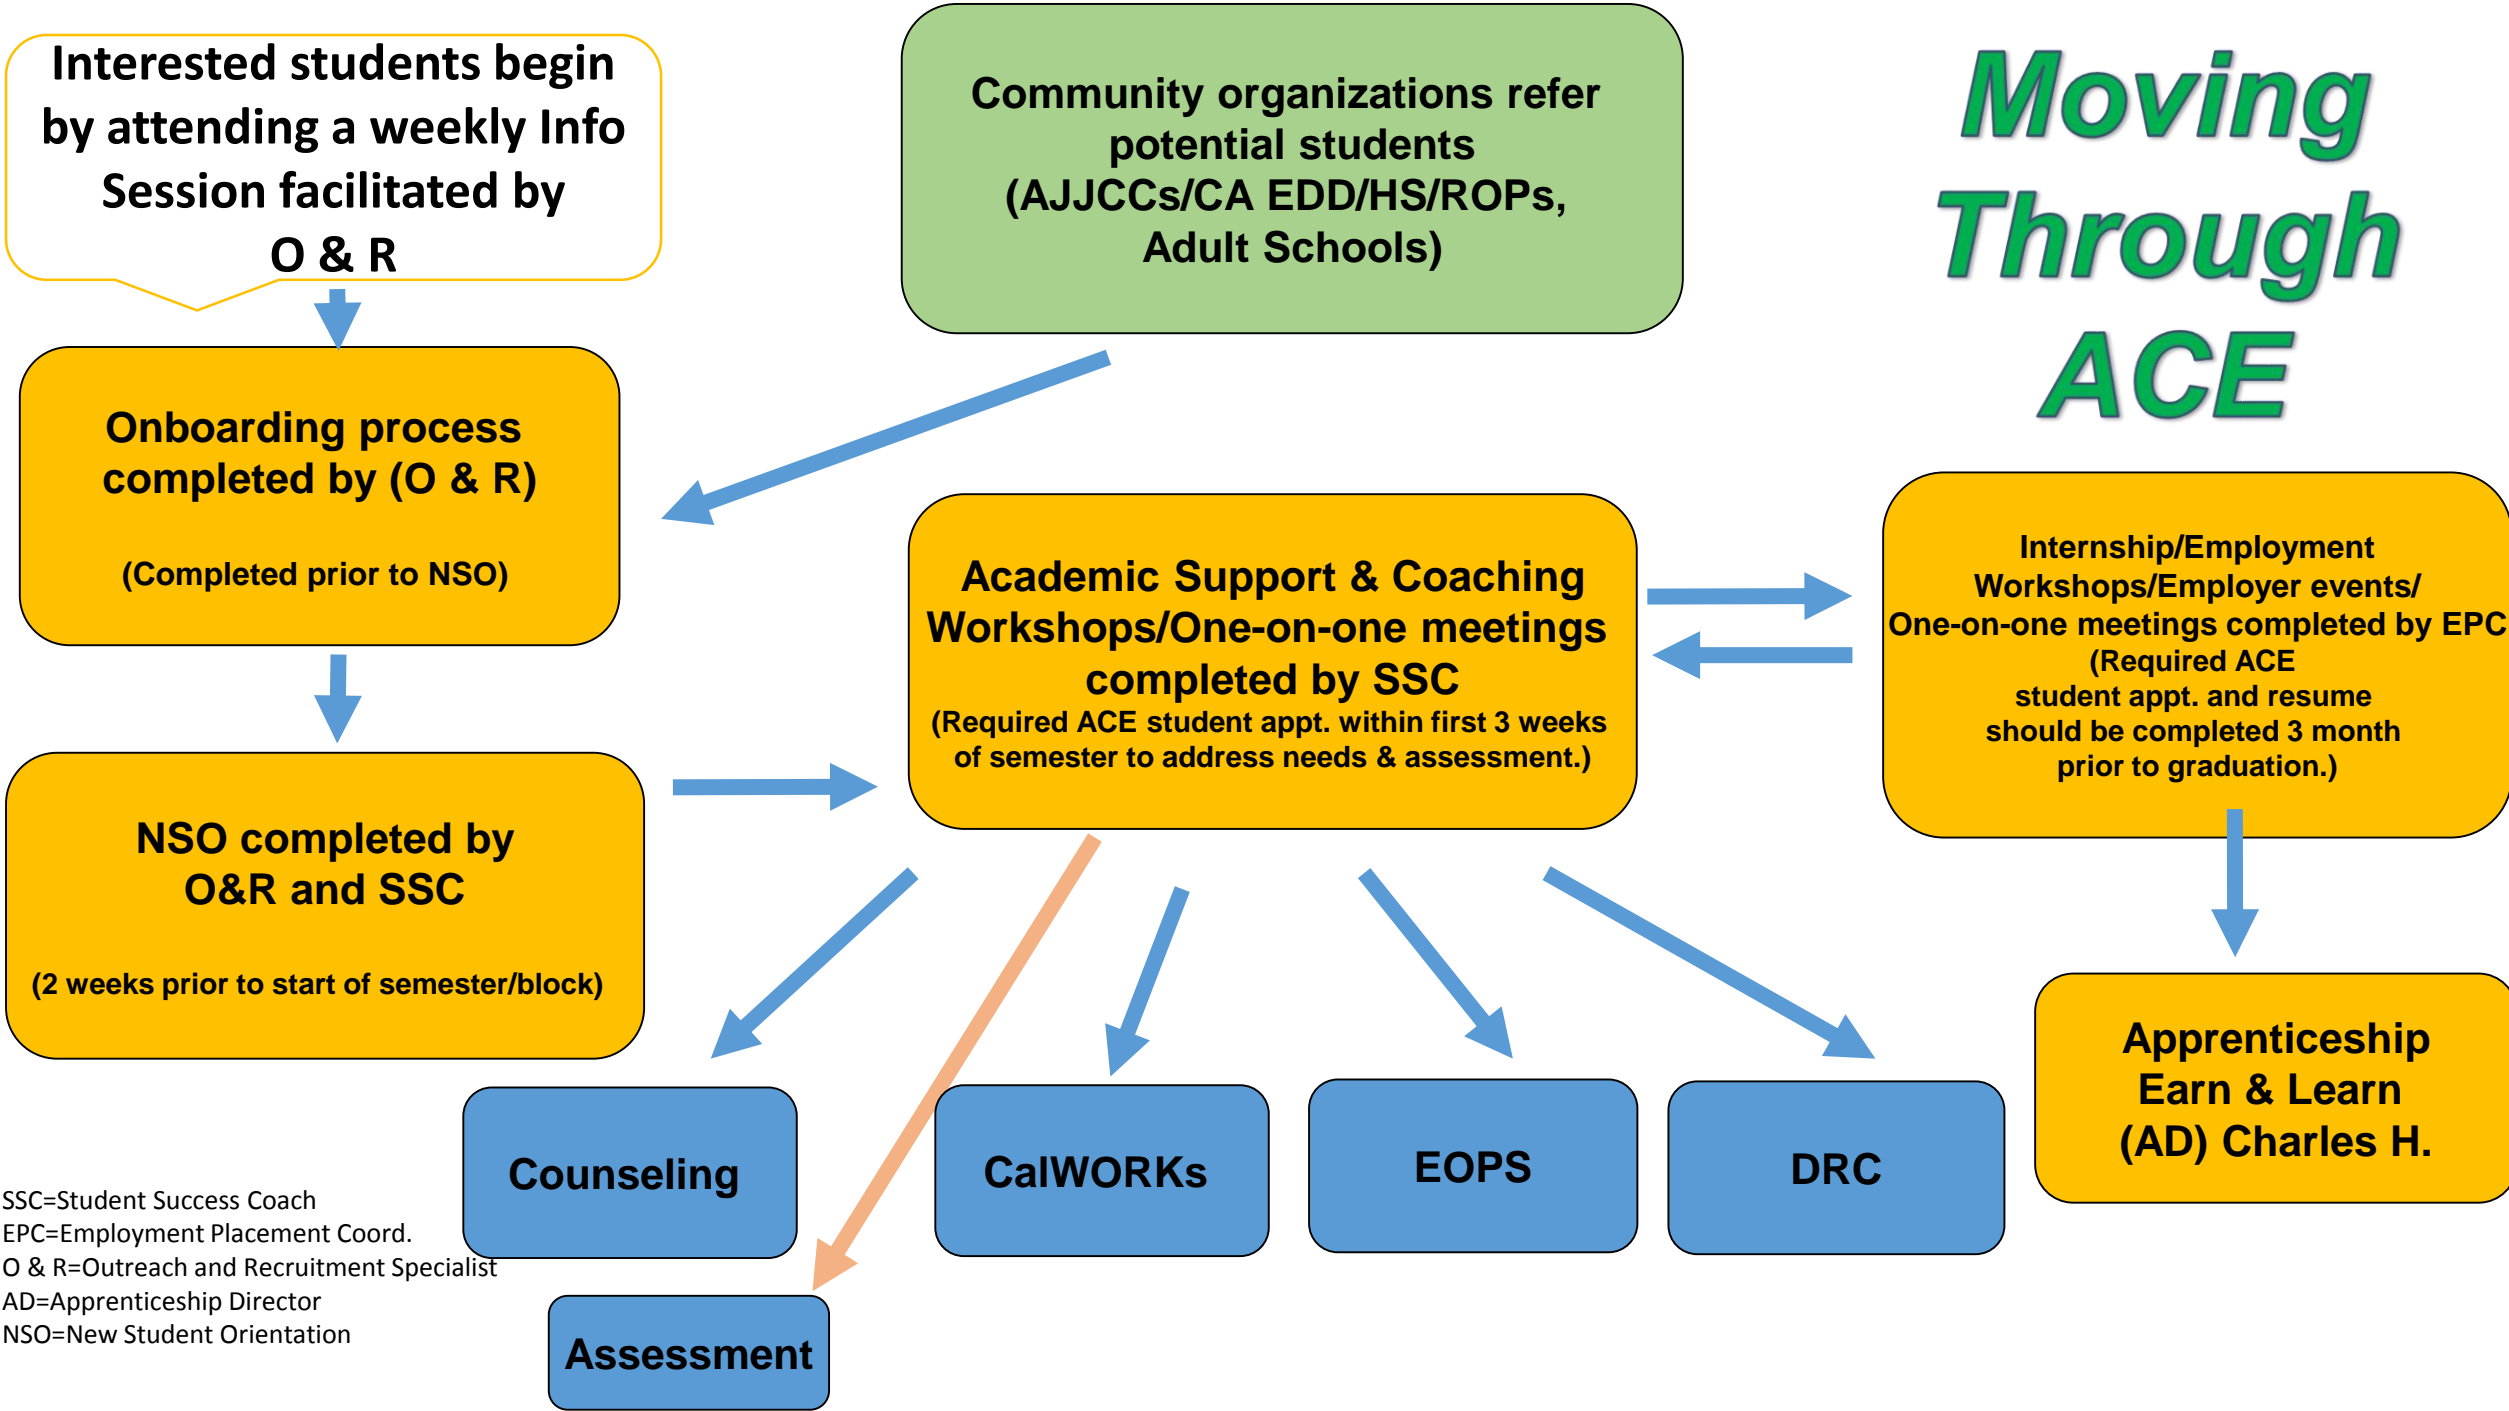 Interested students begin
by attending a weekly Info
Session facilitated by
O & R
Community organizations refer
potential students
(AJJCCs/CA EDD/HS/ROPs,
Adult Schools)
Moving
Through
ACE
Onboarding process
completed by (O & R)
(Completed prior to NSO)
Academic Support & Coaching
Workshops/One-on-one meetings
completed by SSC
(Required ACE student appt. within first 3 weeks
of semester to address needs & assessment.)
Internship/Employment
Workshops/Employer events/
One-on-one meetings completed by EPC
(Required ACE
student appt. and resume
should be completed 3 month
prior to graduation.)
NSO completed by
O&R and SSC
(2 weeks prior to start of semester/block)
Apprenticeship
Earn & Learn
(AD) Charles H.
Counseling
CalWORKs
EOPS
DRC
Assessment
SSC=Student Success Coach
EPC=Employment Placement Coord.
O & R=Outreach and Recruitment Specialist
AD=Apprenticeship Director
NSO=New Student Orientation